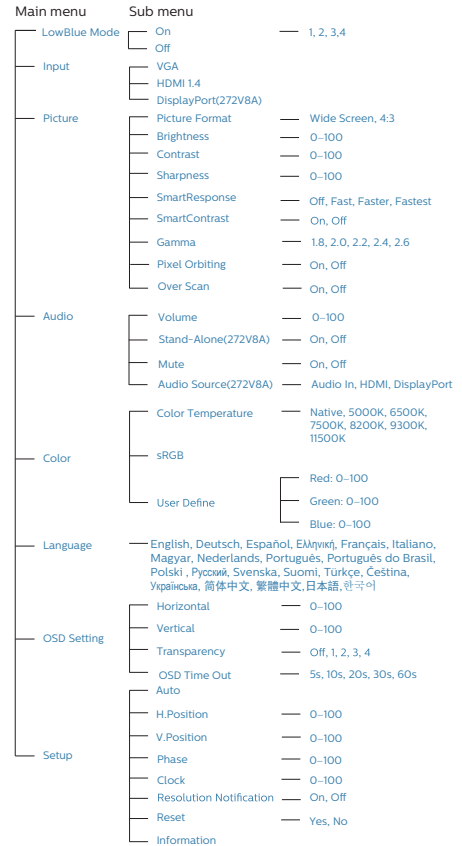 Main menu Sub menu
LowBlue Mode On 1, 2, 3,4
Off
Input VGA
HDMI 1.4
DisplayPort(272V8A)
Picture Picture Format Wide Screen, 4:3
Brightness 0–100
Contrast 0–100
Sharpness 0–100
SmartResponse Off, Fast, Faster, Fastest
SmartContrast On, Off
Gamma 1.8, 2.0, 2.2, 2.4, 2.6
Pixel Orbiting On, Off
Over Scan On, Off
Audio Volume 0–100
Stand-Alone(272V8A) On, Off
Mute On, Off
Audio Source(272V8A) Audio In, HDMI, DisplayPort
Color Temperature Native, 5000K, 6500K,
7500K, 8200K, 9300K,
11500K
Color sRGB
Red: 0–100
User Define Green: 0–100
Blue: 0–100
Language English, Deutsch, Español, Ελληνική, Français, Italiano,
Magyar, Nederlands, Português, Português do Brasil,
Polski , Русский, Svenska, Suomi, Türkçe, Čeština,
Українська, 简体中文, 繁體中文,日本語,한국어
Horizontal 0–100
Vertical 0–100
OSD Setting Transparency Off, 1, 2, 3, 4
OSD Time Out 5s, 10s, 20s, 30s, 60s
Auto
H.Position 0–100
V.Position 0–100
Setup Phase 0–100
Clock 0–100
Resolution Notification On, Off
Reset Yes, No
Information